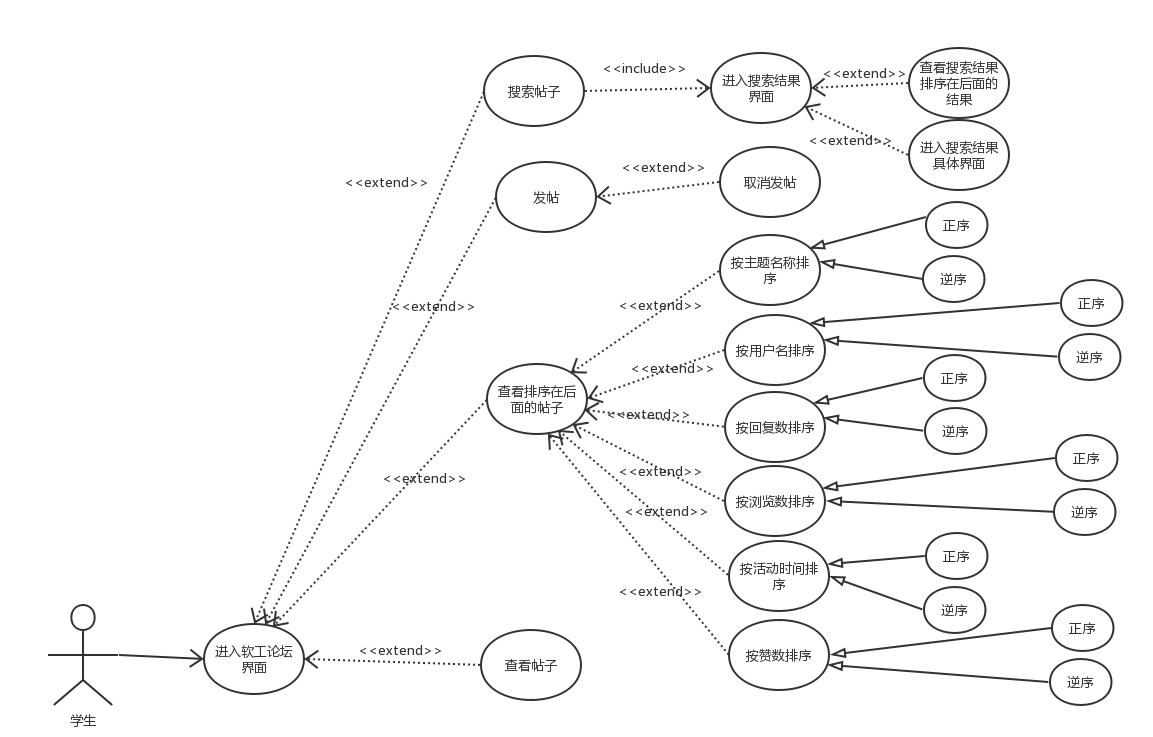 <<include>>
搜索帖子
进入搜索结果
界面
<<extend>>
查看搜索结果
排序在后面的
结果
<<extend>>
进入搜索结果
具体界面
<<extend>>
发帖
<<extend>>
取消发帖
<<extend>>
按主题名称排
序
正序
逆序
<<extend>>
按用户名排序
正序
逆序
<<extend>>
查看排序在后
面的帖子
<<extend>>
按回复数排序
正序
逆序
<<extend>>
<<extend>>
按浏览数排序
正序
逆序
<<extend>>
按活动时间排
序
正序
逆序
<<extend>>
按赞数排序
正序
逆序
进入软工论坛
界面
<<extend>>
查看帖子
学生